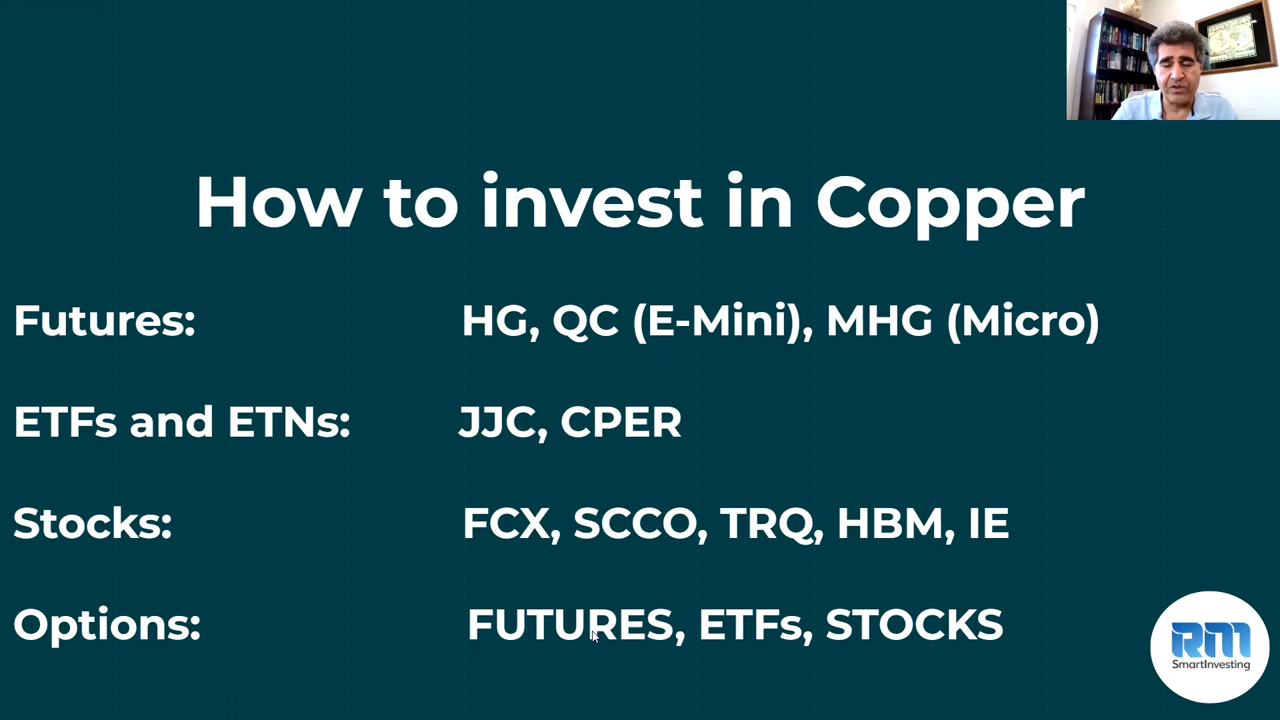 How to invest in Copper
Futures: HG, QC (E-Mini), MHG (Micro)
ETFs and ETNs: JJC, CPER
Stocks: FCX, SCCO, TRQ, HBM, IE
Options: FUTURES, ETFs, STOCKS
RM
SmartInvesting